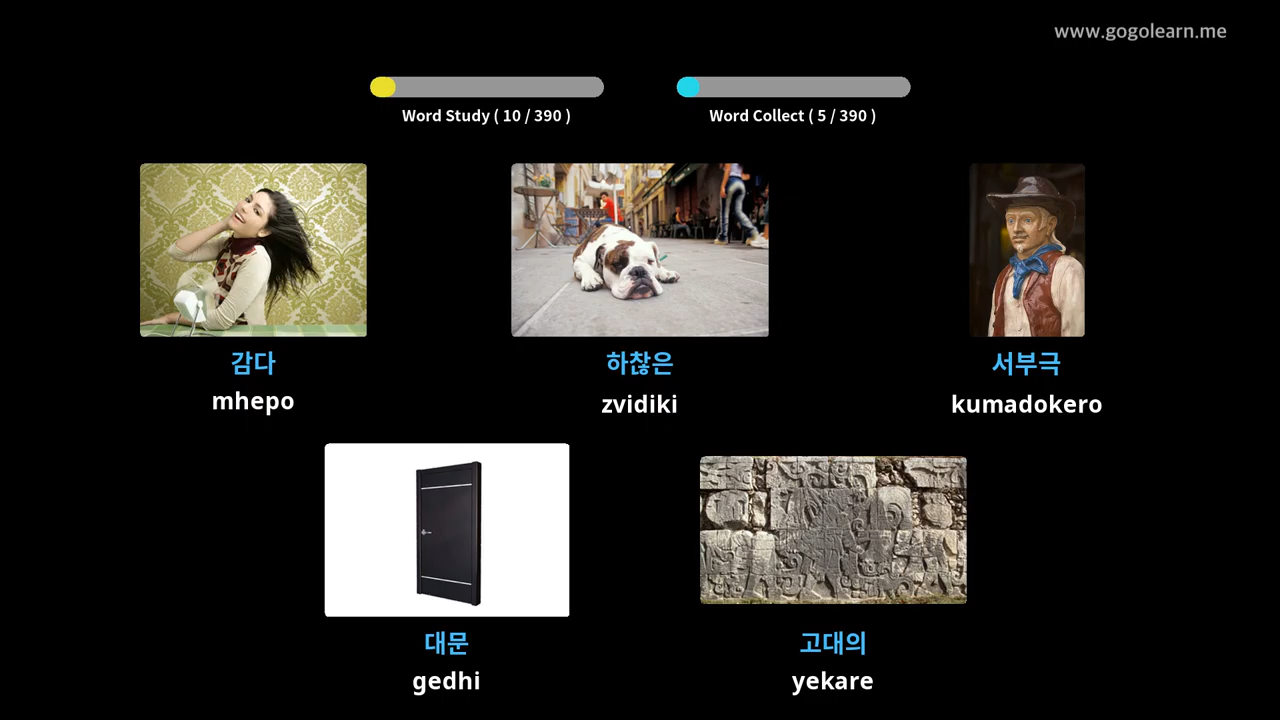 www.gogolearn.me
Word Study ( 10 / 390 )
Word Collect ( 5 / 390 )
감다
mhepo
하찮은
zvidiki
서부극
kumadokero
대문
gedhi
고대의
yekare